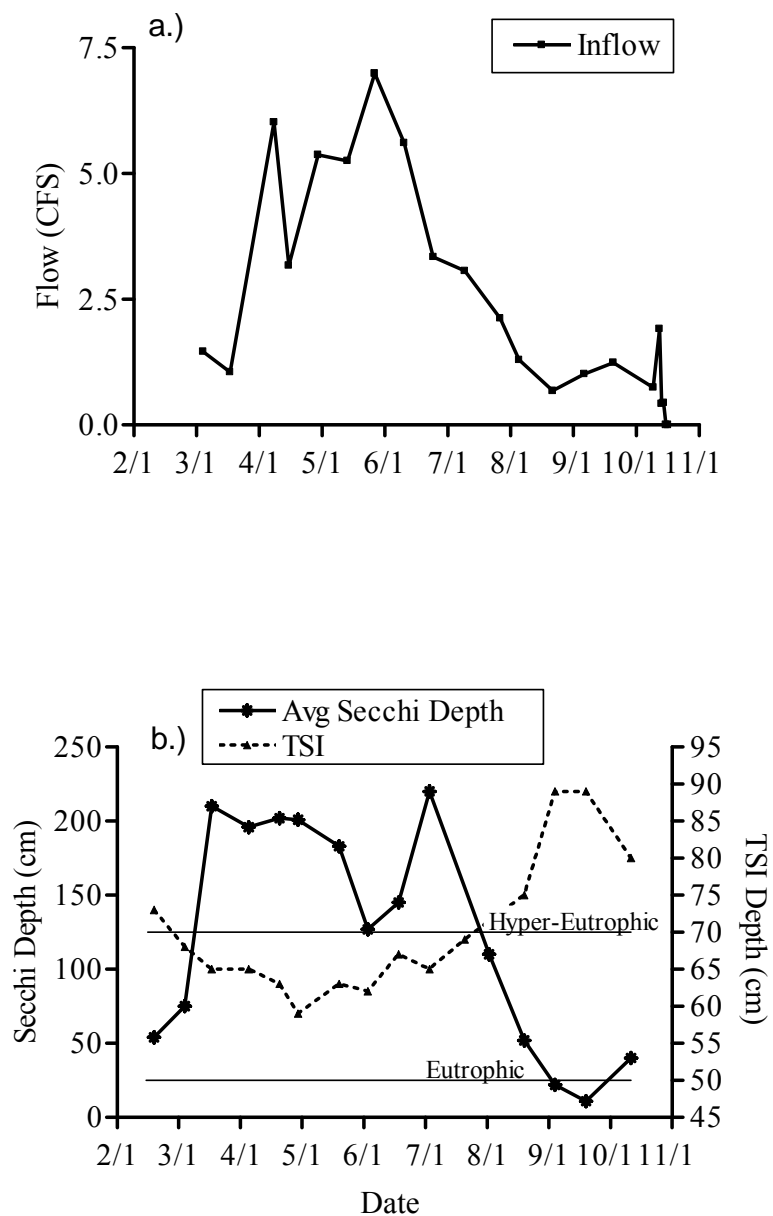 a.)
Inflow
7.5
5.0
2.5
0.0
Flow (CFS)
2/1 3/1 4/1 5/1 6/1 7/1 8/1 9/1 10/1 11/1
b.)
Avg Secchi Depth
TSI
250
200
150
100
50
0
Secchi Depth (cm)
95
90
85
80
75
70
65
60
55
50
45
TSI Depth (cm)
Hyper-Eutrophic
Eutrophic
2/1 3/1 4/1 5/1 6/1 7/1 8/1 9/1 10/1 11/1
Date